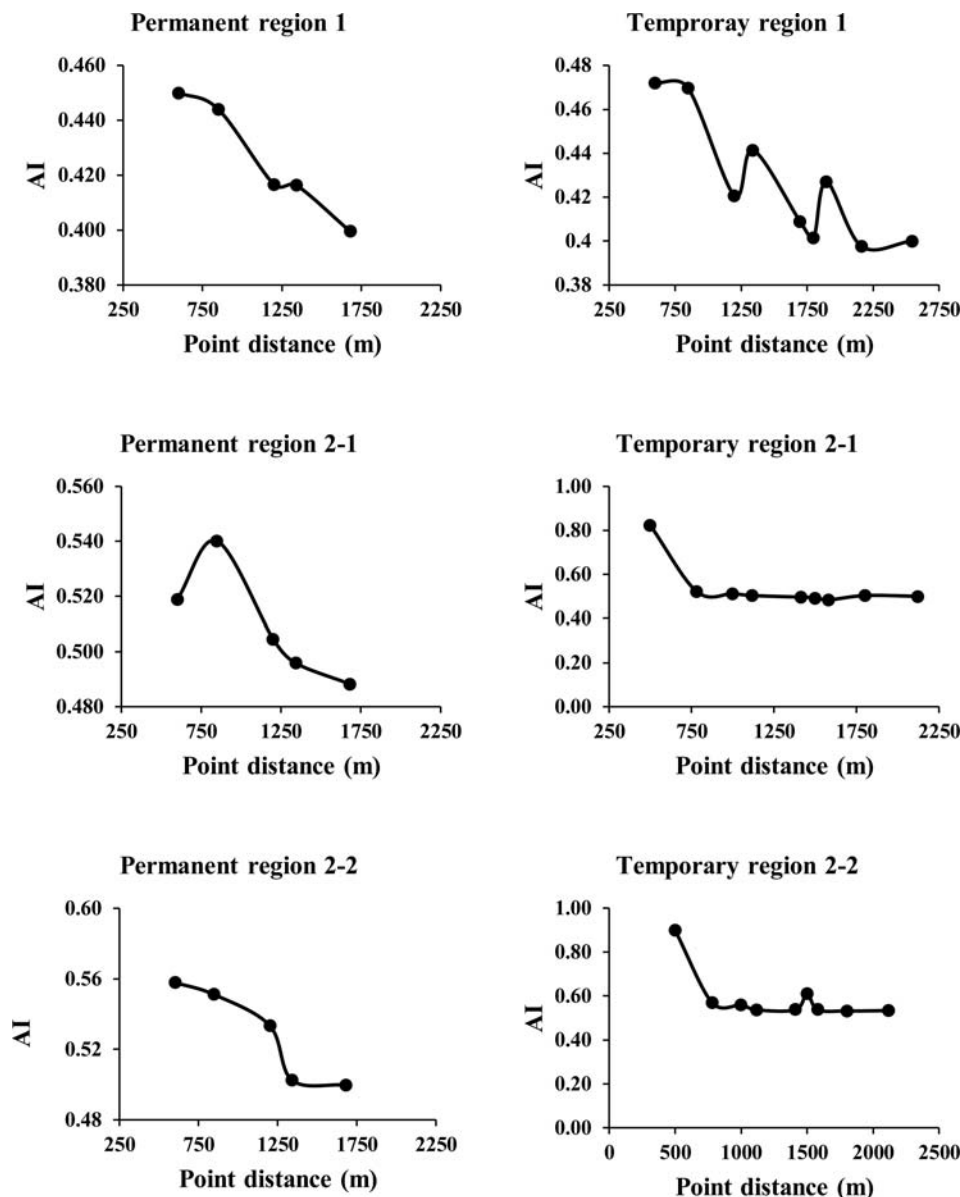 Permanent region 1
0.460
0.440
0.420
0.400
0.380
AI
250 750 1250 1750 2250
Point distance (m)
Temproray region 1
0.48
0.46
0.44
0.42
0.4
0.38
AI
250 750 1250 1750 2250 2750
Point distance (m)
Permanent region 2-1
0.560
0.540
0.520
0.500
0.480
AI
250 750 1250 1750 2250
Point distance (m)
Temporary region 2-1
1.00
0.80
0.60
0.40
0.20
0.00
AI
250 750 1250 1750 2250
Point distance (m)
Permanent region 2-2
0.60
0.56
0.52
0.48
AI
250 750 1250 1750 2250
Point distance (m)
Temporary region 2-2
1.00
0.80
0.60
0.40
0.20
0.00
AI
0 500 1000 1500 2000 2500
Point distance (m)